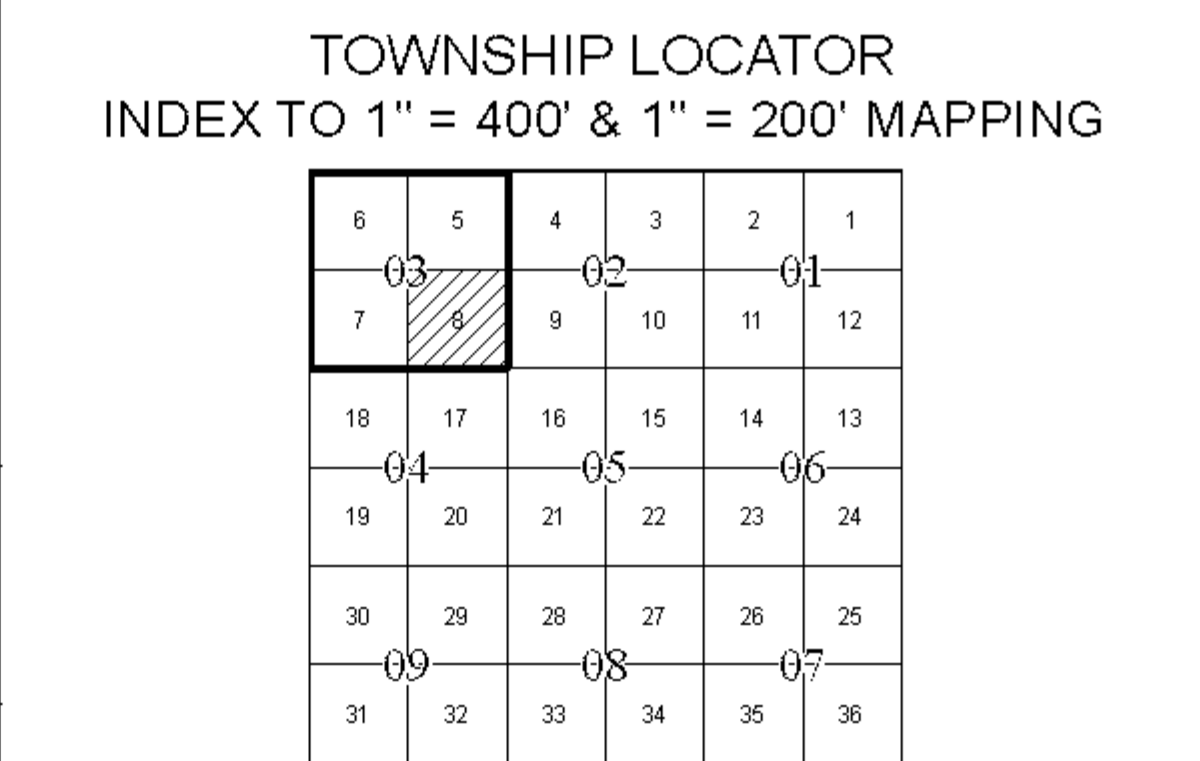 TOWNSHIP LOCATOR
INDEX TO 1" = 400' & 1" = 200' MAPPING
6 5 4 3 2 1
03 02 01
7 8 9 10 11 12
18 17 16 15 14 13
04 05 06
19 20 21 22 23 24
30 29 28 27 26 25
09 08 07
31 32 33 34 35 36